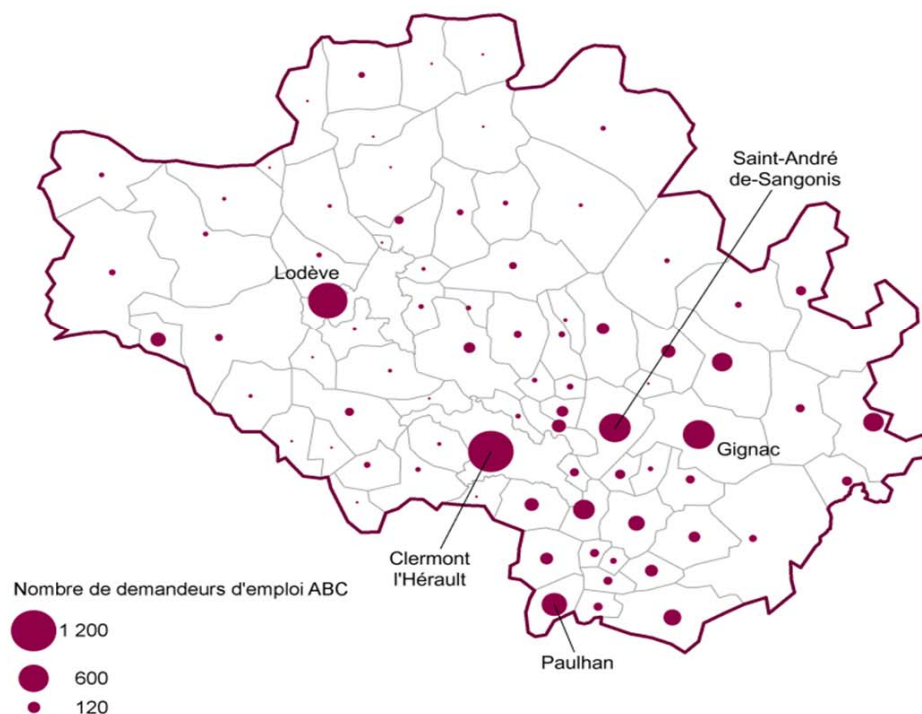 Saint-André
de-Sangonis
Lodève
Gignac
Clermont
l'Hérault
Nombre de demandeurs d'emploi ABC
1 200
600
120
Paulhan